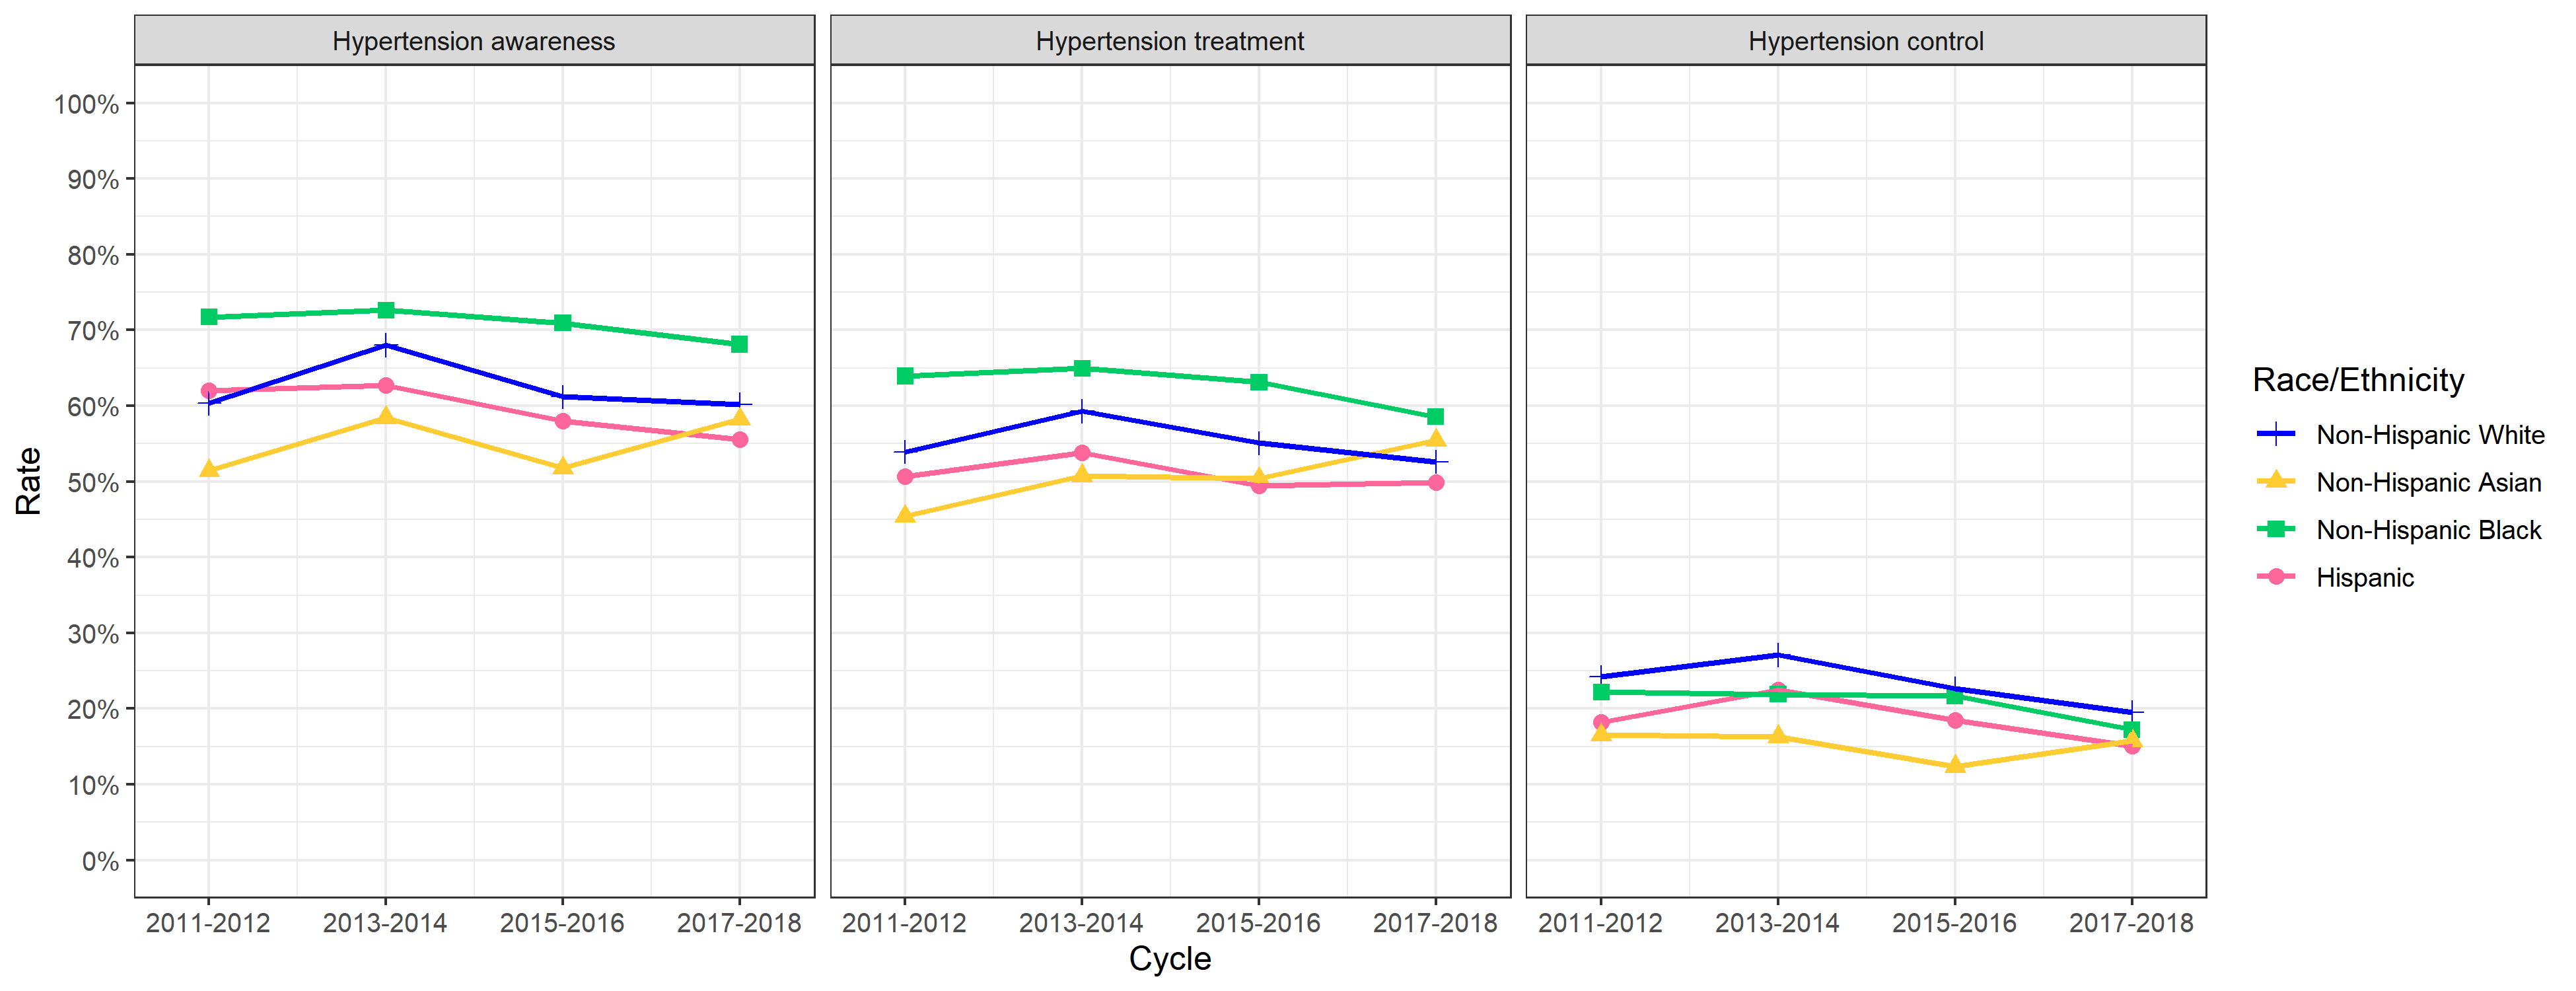 Hypertension awareness
Hypertension treatment
Hypertension control
Rate
100%
90%
80%
70%
60%
50%
40%
30%
20%
10%
0%
2011-2012 2013-2014 2015-2016 2017-2018
2011-2012 2013-2014 2015-2016 2017-2018
2011-2012 2013-2014 2015-2016 2017-2018
Cycle
Race/Ethnicity
Non-Hispanic White
Non-Hispanic Asian
Non-Hispanic Black
Hispanic